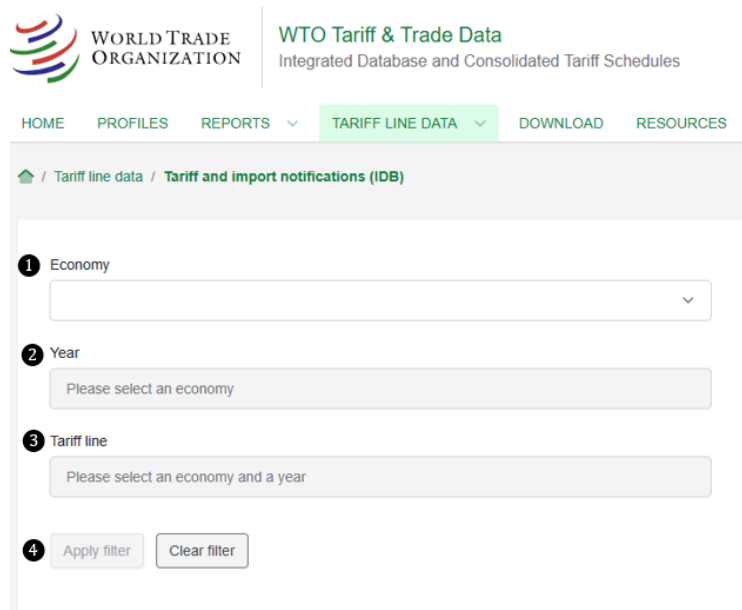 WORLD TRADE
ORGANIZATION
WTO Tariff & Trade Data
Integrated Database and Consolidated Tariff Schedules
HOME PROFILES REPORTS TARIFF LINE DATA DOWNLOAD RESOURCES
/ Tariff line data / Tariff and import notifications (IDB)
1 Economy
2 Year
Please select an economy
3 Tariff line
Please select an economy and a year
4 Apply filter Clear filter